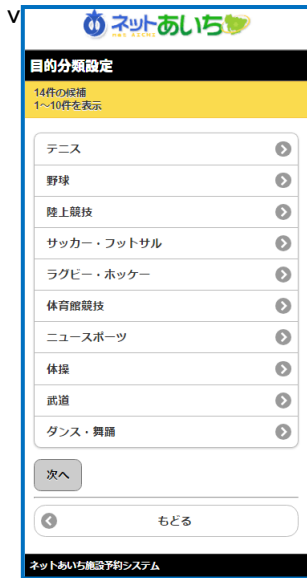 v
ネットあいち
目的分類設定
14件の候補
1～10件を表示
テニス
野球
陸上競技
サッカー・フットサル
ラグビー・ホッケー
体育館競技
ニュースポーツ
体操
武道
ダンス・舞踊
次へ
もどる
ネットあいち施設予約システム